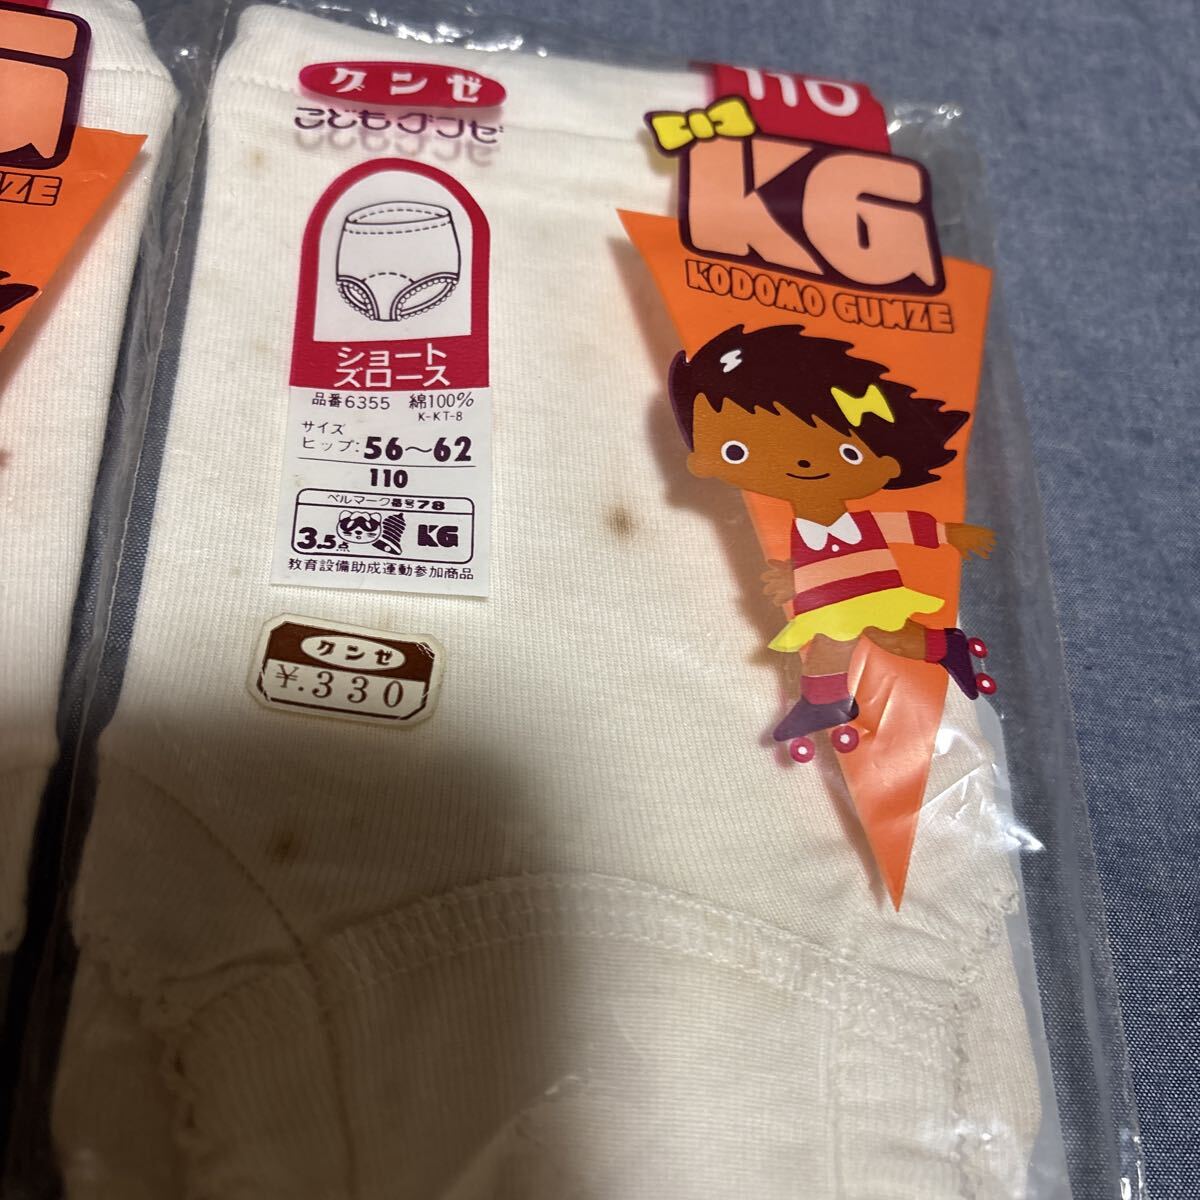 G
NZE
グンゼ
こどもグンゼ
ショート
ズロース
品番6355 綿100%
K-KT-8
サイズ
ヒップ: 56〜62
110
ベルマーク番号78
3.5点 KG
教育設備助成運動参加商品
グンゼ
¥.330
110
KG
KODOMO GUNZE